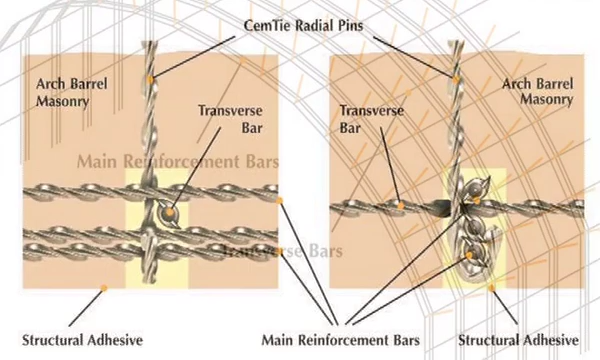 CemTie Radial Pins
Arch Barrel
Masonry
Transverse
Bar
Main Reinforcement Bars
Transverse Bars
Transverse
Bar
Arch Barrel
Masonry
Structural Adhesive
Main Reinforcement Bars
Structural Adhesive